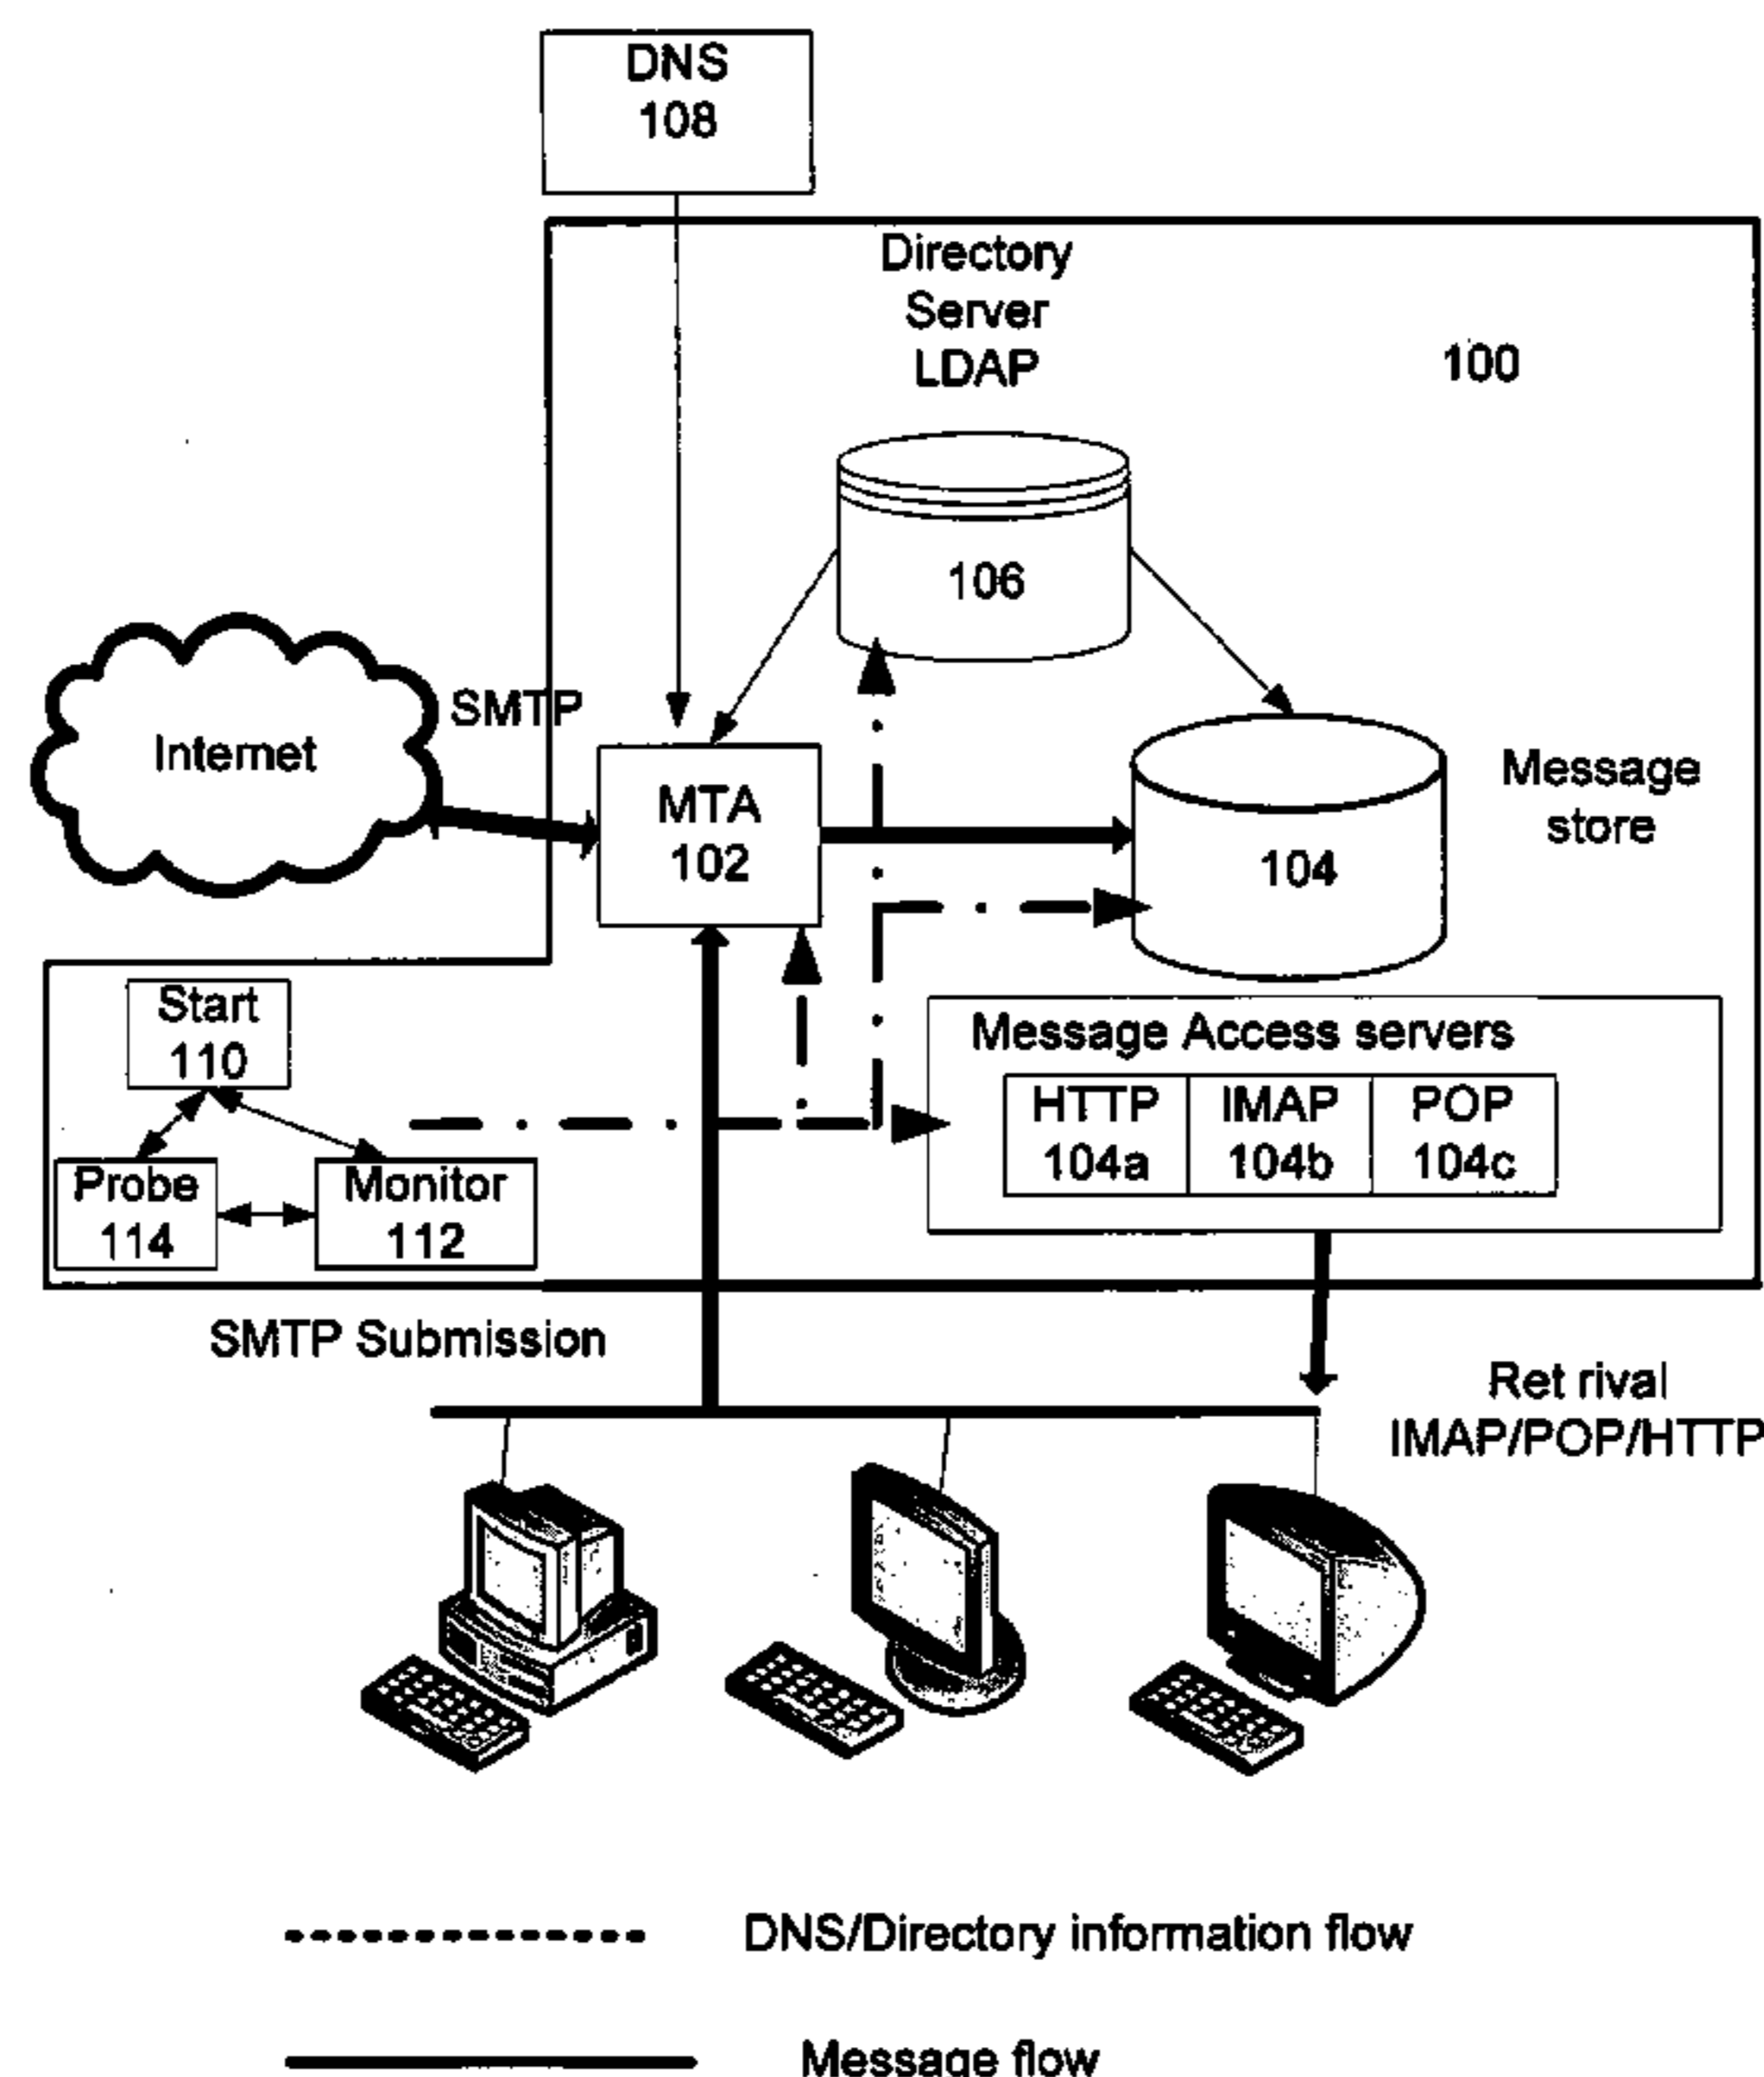 DNS
108
Directory
Server
LDAP
100
106
Internet
SMTP
MTA
102
104
Message
store
Start
110
Probe
114
Monitor
112
Message Access servers
HTTP
104a
IMAP
104b
POP
104c
SMTP Submission
Ret rival
IMAP/POP/HTTP
DNS/Directory information flow
Message flow